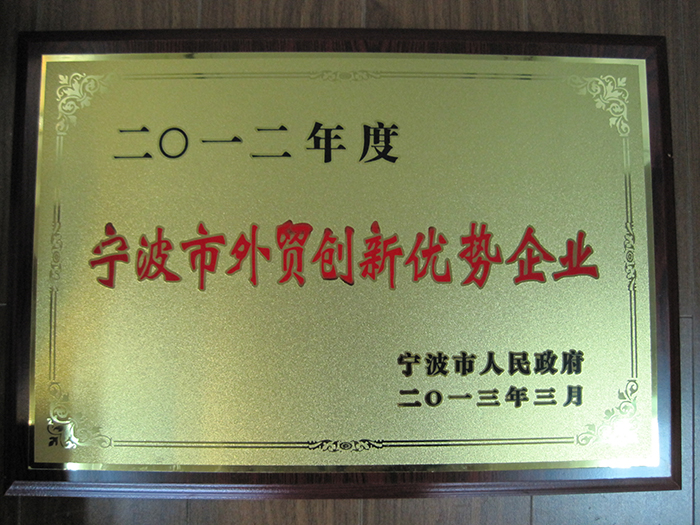 二〇一二年度
宁波市外贸创新优势企业
宁波市人民政府
二〇一三年三月